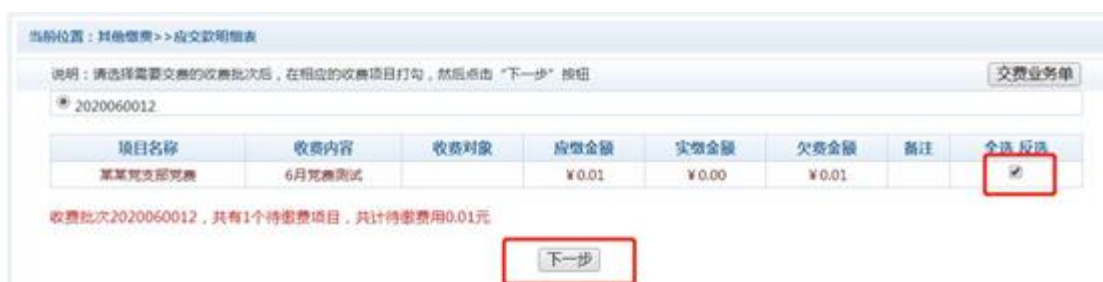 当前位置：其他缴费>>应交款明细表
说明：请选择需要交费的收费批次后，在相应的收费项目打勾，然后点击“下一步”按钮 交费业务单
2020060012
项目名称 收费内容 收费对象 应缴金额 实缴金额 欠费金额 备注 全选 反选
某某党支部党费 6月党费测试 ￥0.01 ￥0.00 ￥0.01
收费批次2020060012，共有1个待缴费项目，共计待缴费用0.01元
下一步